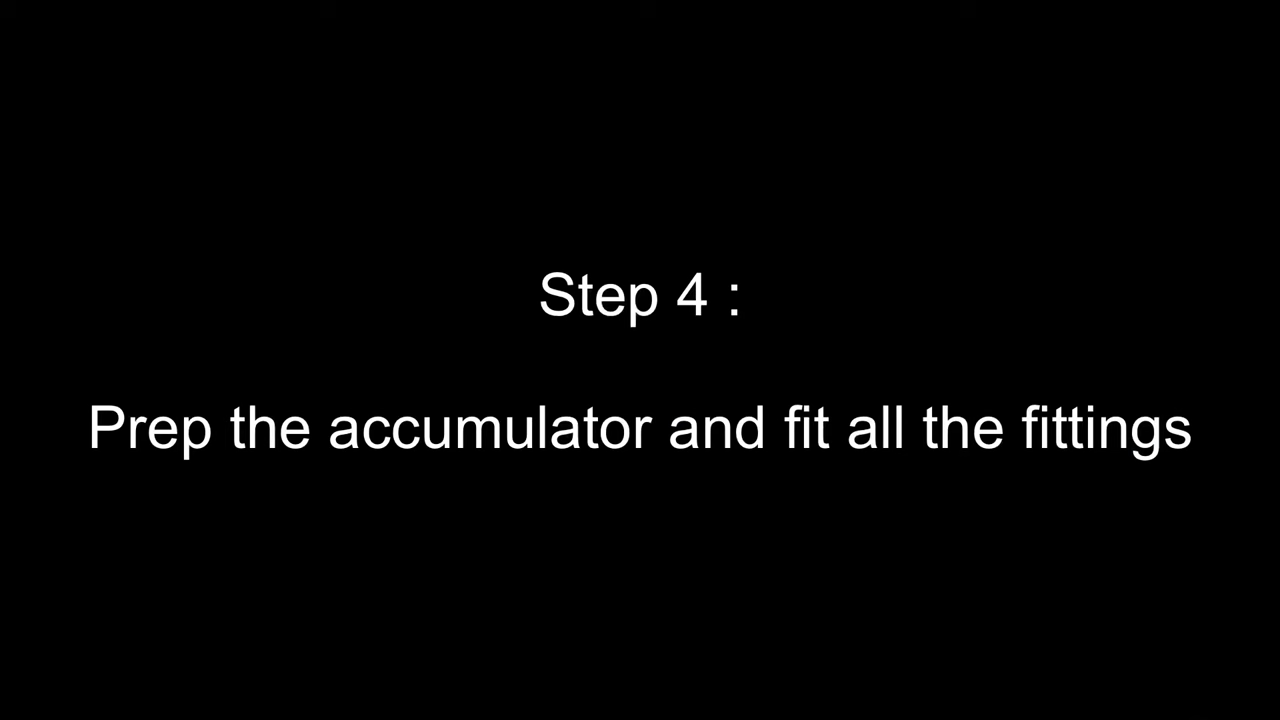 Step 4 :
Prep the accumulator and fit all the fittings